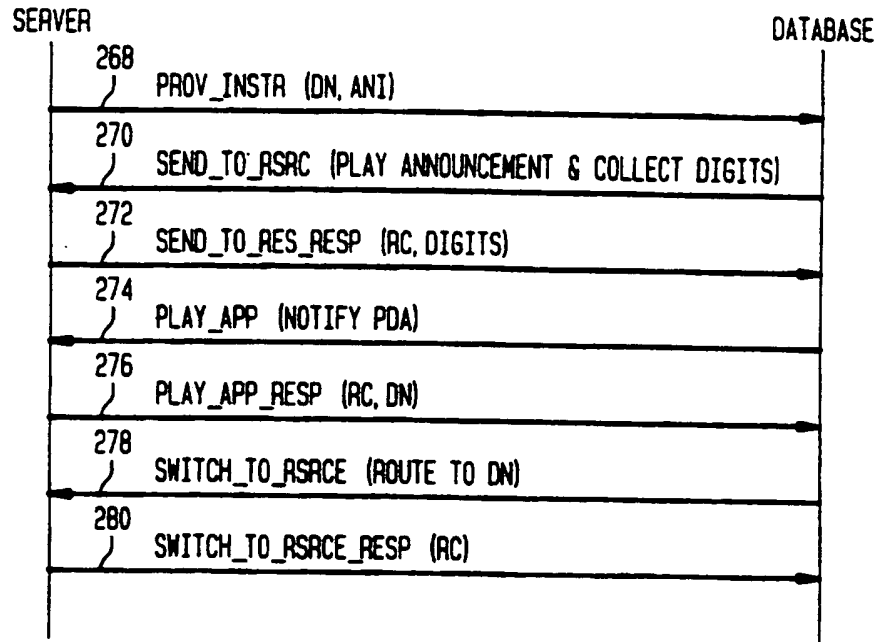 SERVER
DATABASE
268
PROV_INSTR (DN, ANI)
270
SEND_TO_RSRC (PLAY ANNOUNCEMENT & COLLECT DIGITS)
272
SEND_TO_RES_RESP (RC, DIGITS)
274
PLAY_APP (NOTIFY PDA)
276
PLAY_APP_RESP (RC, DN)
278
SWITCH_TO_RSRCE (ROUTE TO DN)
280
SWITCH_TO_RSRCE_RESP (RC)